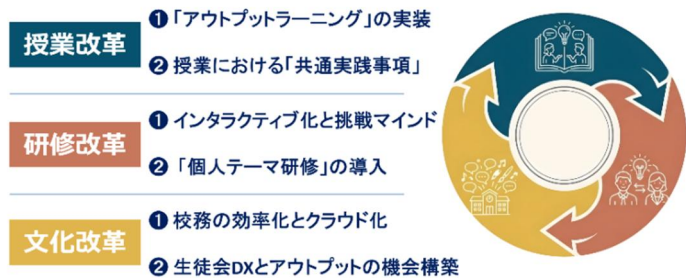 授業改革
❶「アウトプットラーニング」の実装
❷ 授業における「共通実践事項」
研修改革
❶ インタラクティブ化と挑戦マインド
❷ 「個人テーマ研修」の導入
文化改革
❶ 校務の効率化とクラウド化
❷ 生徒会DXとアウトプットの機会構築